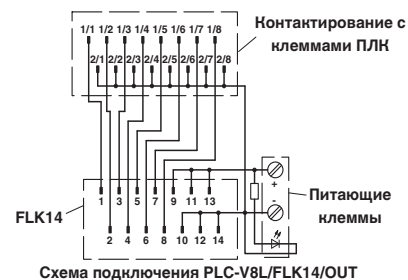 Контактирование с
клеммами ПЛК
1/1 1/2 1/3 1/4 1/5 1/6 1/7 1/8
2/1 2/2 2/3 2/4 2/5 2/6 2/7 2/8
1 3 5 7 9 11 13
+
-
Питающие
клеммы
FLK14
2 4 6 8 10 12 14
Схема подключения PLC-V8L/FLK14/OUT